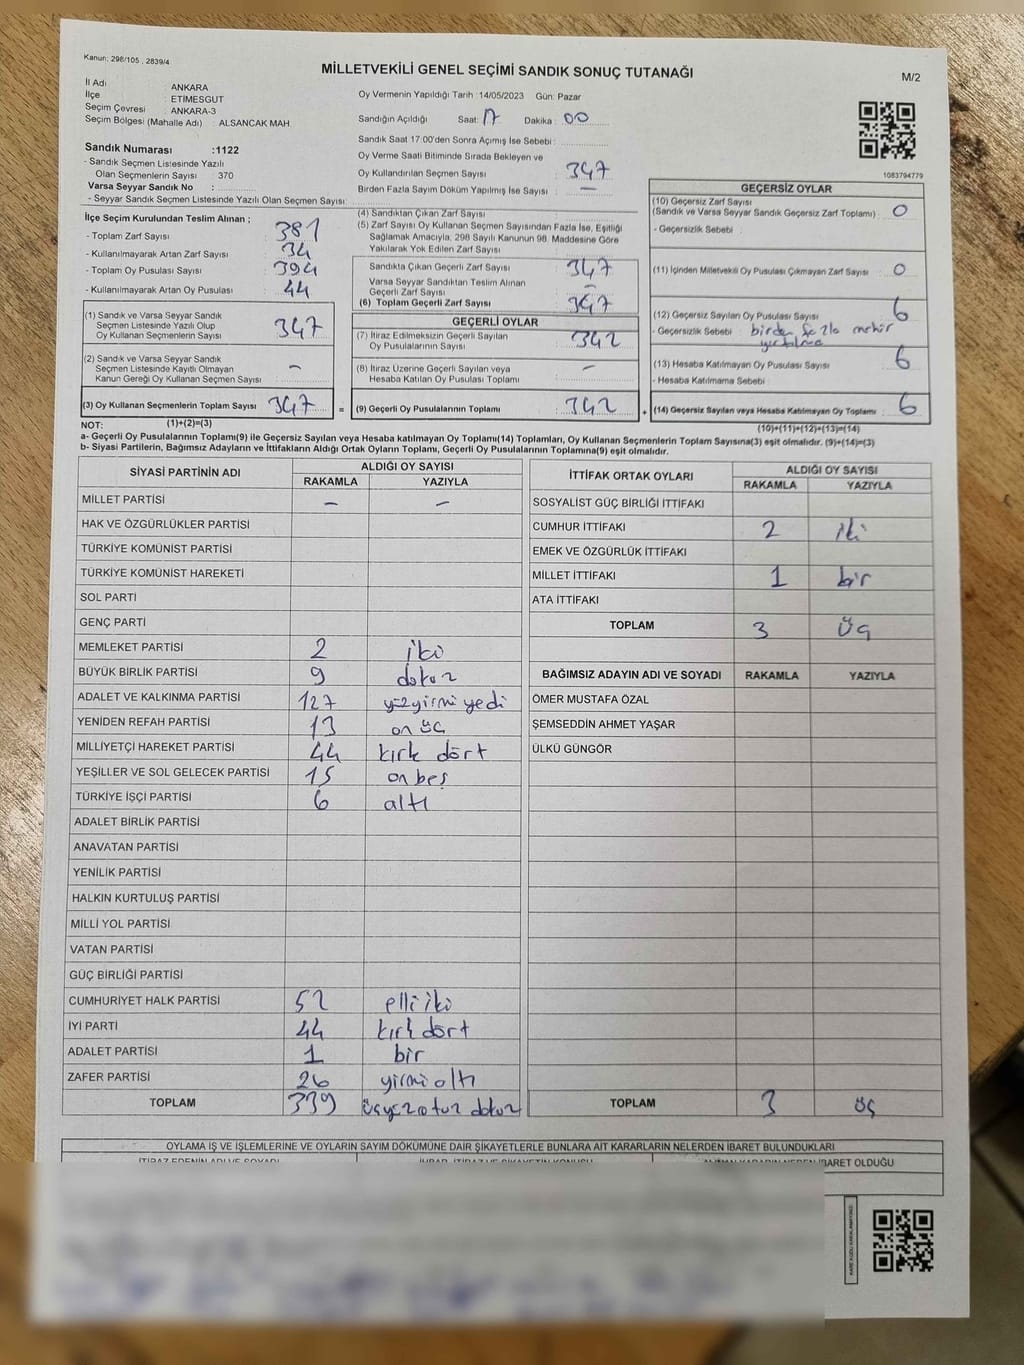 Kanun: 298/105 , 2839/4
MİLLETVEKİLİ GENEL SEÇİMİ SANDIK SONUÇ TUTANAĞI
M/2
İl Adı ANKARA
İlçe ETİMESGUT
Seçim Çevresi ANKARA-3
Seçim Bölgesi (Mahalle Adı) : ALSANCAK MAH.
Oy Vermenin Yapıldığı Tarih :14/05/2023 Gün: Pazar
Sandığın Açıldığı Saat: 17 Dakika : 00
Sandık Saat 17:00'den Sonra Açımış İse Sebebi :
Oy Verme Saati Bitiminde Sırada Bekleyen ve
Oy Kullandırılan Seçmen Sayısı : 347
Birden Fazla Sayım Döküm Yapılmış İse Sayısı : —
Sandık Numarası :1122
- Sandık Seçmen Listesinde Yazılı
Olan Seçmenlerin Sayısı : 370
Varsa Seyyar Sandık No :
- Seyyar Sandık Seçmen Listesinde Yazılı Olan Seçmen Sayısı:
1083794779
İlçe Seçim Kurulundan Teslim Alınan ;
- Toplam Zarf Sayısı : 381
- Kullanılmayarak Artan Zarf Sayısı : 34
- Toplam Oy Pusulası Sayısı : 394
- Kullanılmayarak Artan Oy Pusulası : 44
(1) Sandık ve Varsa Seyyar Sandık
Seçmen Listesinde Yazılı Olup
Oy Kullanan Seçmenlerin Sayısı : 347
(2) Sandık ve Varsa Seyyar Sandık
Seçmen Listesinde Kayıtlı Olmayan
Kanun Gereği Oy Kullanan Seçmen Sayısı : –
(3) Oy Kullanan Seçmenlerin Toplam Sayısı : 347
(1)+(2)=(3)
(4) Sandıktan Çıkan Zarf Sayısı :
(5) Zarf Sayısı Oy Kullanan Seçmen Sayısından Fazla İse, Eşitliği
Sağlamak Amacıyla, 298 Sayılı Kanunun 98. Maddesine Göre
Yakılarak Yok Edilen Zarf Sayısı :
Sandıkta Çıkan Geçerli Zarf Sayısı : 347
Varsa Seyyar Sandıktan Teslim Alınan
Geçerli Zarf Sayısı : –
(6) Toplam Geçerli Zarf Sayısı : 347
GEÇERLİ OYLAR
(7) İtiraz Edilmeksizin Geçerli Sayılan
Oy Pusulalarının Sayısı : 342
(8) İtiraz Üzerine Geçerli Sayılan veya
Hesaba Katılan Oy Pusulaları Toplamı : –
= (9) Geçerli Oy Pusulalarının Toplamı : 342
GEÇERSİZ OYLAR
(10) Geçersiz Zarf Sayısı
(Sandık ve Varsa Seyyar Sandık Geçersiz Zarf Toplamı) : 0
- Geçersizlik Sebebi :
(11) İçinden Milletvekili Oy Pusulası Çıkmayan Zarf Sayısı : 0
(12) Geçersiz Sayılan Oy Pusulası Sayısı : 6
- Geçersizlik Sebebi : birden fazla mühür
yırtılma
(13) Hesaba Katılmayan Oy Pusulası Sayısı : 6
- Hesaba Katılmama Sebebi
+ (14) Geçersiz Sayılan veya Hesaba Katılmayan Oy Toplamı : 6
(10)+(11)+(12)+(13)=(14)
NOT:
a- Geçerli Oy Pusulalarının Toplamı(9) ile Geçersiz Sayılan veya Hesaba katılmayan Oy Toplamı(14) Toplamları, Oy Kullanan Seçmenlerin Toplam Sayısına(3) eşit olmalıdır. (9)+(14)=(3)
b- Siyasi Partilerin, Bağımsız Adayların ve İttifakların Aldığı Ortak Oyların Toplamı, Geçerli Oy Pusulalarının Toplamına(9) eşit olmalıdır.
SİYASİ PARTİNİN ADI ALDIĞI OY SAYISI
RAKAMLA YAZIYLA
MİLLET PARTİSİ – –
HAK VE ÖZGÜRLÜKLER PARTİSİ
TÜRKİYE KOMÜNİST PARTİSİ
TÜRKİYE KOMÜNİST HAREKETİ
SOL PARTİ
GENÇ PARTİ
MEMLEKET PARTİSİ 2 iki
BÜYÜK BİRLİK PARTİSİ 9 dokuz
ADALET VE KALKINMA PARTİSİ 127 yüzyirmi yedi
YENİDEN REFAH PARTİSİ 13 on üç
MİLLİYETÇİ HAREKET PARTİSİ 44 kırk dört
YEŞİLLER VE SOL GELECEK PARTİSİ 15 on beş
TÜRKİYE İŞÇİ PARTİSİ 6 altı
ADALET BİRLİK PARTİSİ
ANAVATAN PARTİSİ
YENİLİK PARTİSİ
HALKIN KURTULUŞ PARTİSİ
MİLLİ YOL PARTİSİ
VATAN PARTİSİ
GÜÇ BİRLİĞİ PARTİSİ
CUMHURİYET HALK PARTİSİ 52 elli iki
İYİ PARTİ 44 kırk dört
ADALET PARTİSİ 1 bir
ZAFER PARTİSİ 26 yirmi altı
TOPLAM 339 üçyüz otuz dokuz
İTTİFAK ORTAK OYLARI ALDIĞI OY SAYISI
RAKAMLA YAZIYLA
SOSYALİST GÜÇ BİRLİĞİ İTTİFAKI
CUMHUR İTTİFAKI 2 iki
EMEK VE ÖZGÜRLÜK İTTİFAKI
MİLLET İTTİFAKI 1 bir
ATA İTTİFAKI
TOPLAM 3 üç
BAĞIMSIZ ADAYIN ADI VE SOYADI RAKAMLA YAZIYLA
ÖMER MUSTAFA ÖZAL
ŞEMSEDDİN AHMET YAŞAR
ÜLKÜ GÜNGÖR
TOPLAM 3 üç
OYLAMA İŞ VE İŞLEMLERİNE VE OYLARIN SAYIM DÖKÜMÜNE DAİR ŞİKAYETLERLE BUNLARA AİT KARARLARIN NELERDEN İBARET BULUNDUKLARI
İBARET OLDUĞU